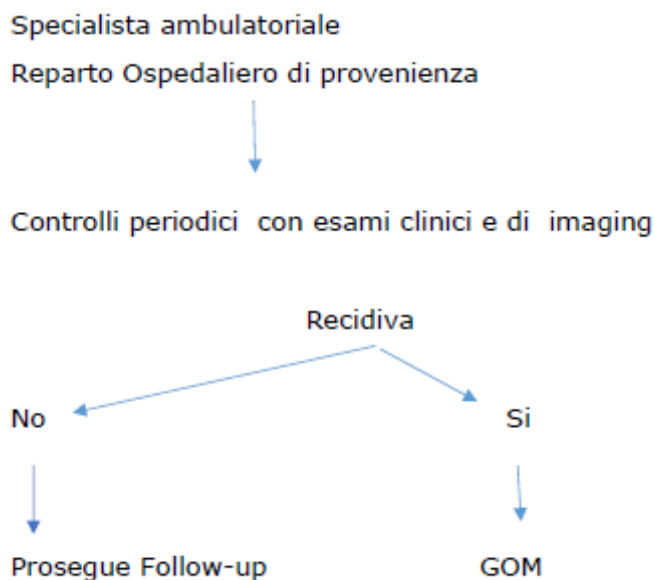 Specialista ambulatoriale
Reparto Ospedaliero di provenienza
Controlli periodici con esami clinici e di imaging
Recidiva
No
Si
Prosegue Follow-up
GOM